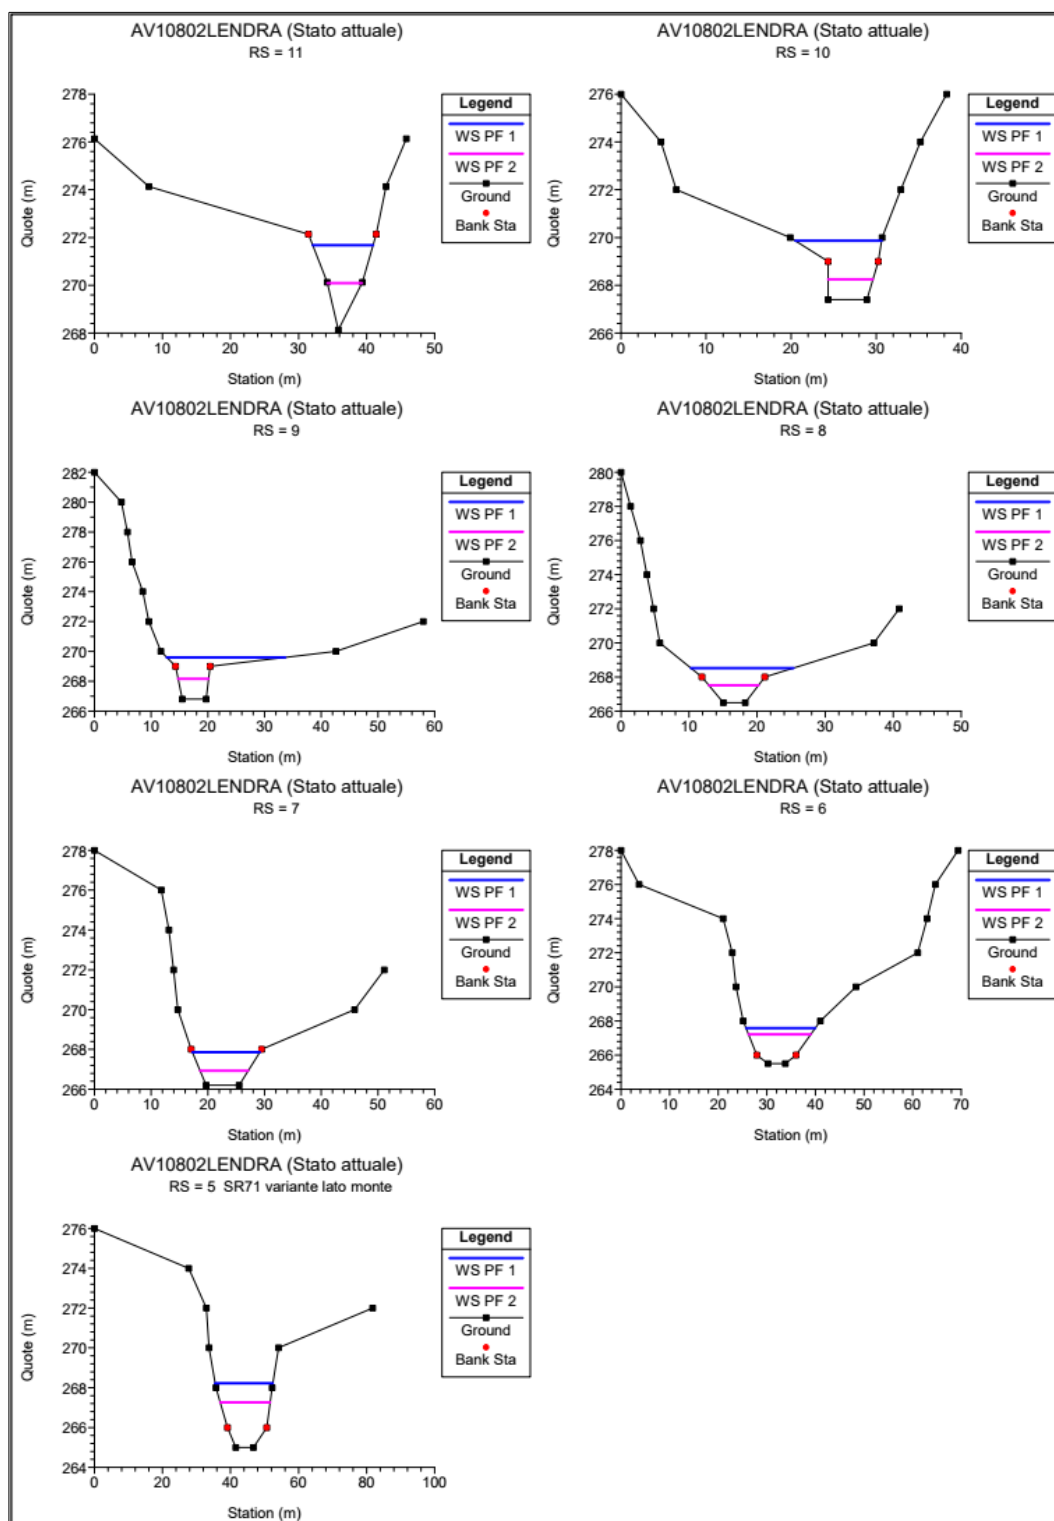 AV10802LENDRA (Stato attuale)
RS = 11
278
276
274
272
270
268
Quote (m)
0 10 20 30 40 50
Station (m)
Legend
WS PF 1
WS PF 2
Ground
Bank Sta
AV10802LENDRA (Stato attuale)
RS = 10
276
274
272
270
268
266
Quote (m)
0 10 20 30 40
Station (m)
Legend
WS PF 1
WS PF 2
Ground
Bank Sta
AV10802LENDRA (Stato attuale)
RS = 9
282
280
278
276
274
272
270
268
266
Quote (m)
0 10 20 30 40 50 60
Station (m)
Legend
WS PF 1
WS PF 2
Ground
Bank Sta
AV10802LENDRA (Stato attuale)
RS = 8
280
278
276
274
272
270
268
266
Quote (m)
0 10 20 30 40 50
Station (m)
Legend
WS PF 1
WS PF 2
Ground
Bank Sta
AV10802LENDRA (Stato attuale)
RS = 7
278
276
274
272
270
268
266
Quote (m)
0 10 20 30 40 50 60
Station (m)
Legend
WS PF 1
WS PF 2
Ground
Bank Sta
AV10802LENDRA (Stato attuale)
RS = 6
278
276
274
272
270
268
266
264
Quote (m)
0 10 20 30 40 50 60 70
Station (m)
Legend
WS PF 1
WS PF 2
Ground
Bank Sta
AV10802LENDRA (Stato attuale)
RS = 5 SR71 variante lato monte
276
274
272
270
268
266
264
Quote (m)
0 20 40 60 80 100
Station (m)
Legend
WS PF 1
WS PF 2
Ground
Bank Sta